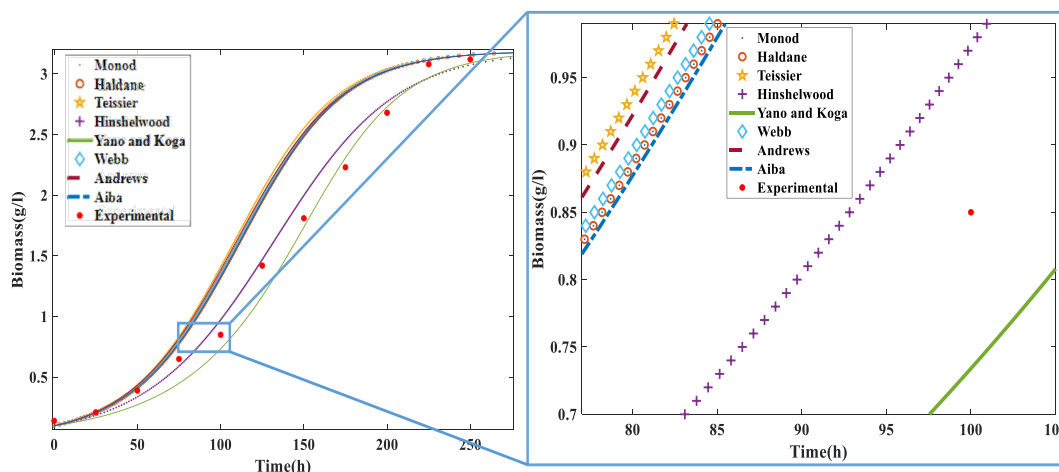 3
2.5
2
1.5
1
0.5
0
50
100
150
200
250
Biomass(g/l)
Time(h)
Monod
Haldane
Teissier
Hinshelwood
Yano and Koga
Webb
Andrews
Aiba
Experimental
0.95
0.9
0.85
0.8
0.75
0.7
80
85
90
95
100
10
Biomass(g/l)
Time(h)
Monod
Haldane
Teissier
Hinshelwood
Yano and Koga
Webb
Andrews
Aiba
Experimental